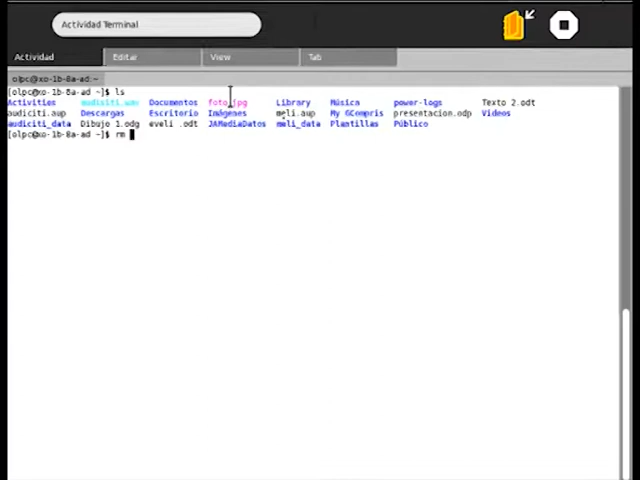 Actividad Terminal
Actividad Editar View Tab
olpc@xo-1b-8a-ad:~
[olpc@xo-1b-8a-ad ~]$ ls
Activities audiciti.wav Documentos foto.jpg Library Música power-logs Texto 2.odt
audiciti.aup Descargas Escritorio Imágenes meli.aup My GCompris presentacion.odp Vídeos
audiciti_data Dibujo 1.odg eveli .odt JAMediaDatos meli_data Plantillas Público
[olpc@xo-1b-8a-ad ~]$ rm